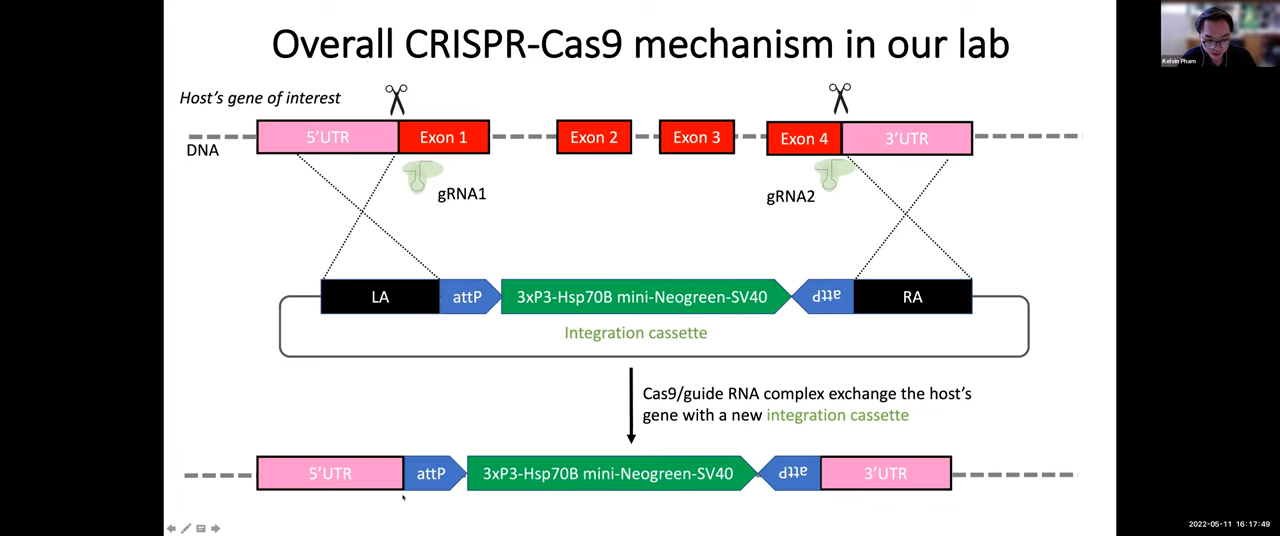 Overall CRISPR-Cas9 mechanism in our lab
Kelvin Pham
Host's gene of interest
5'UTR
Exon 1
Exon 2
Exon 3
Exon 4
3'UTR
DNA
gRNA1
gRNA2
LA
attP
3xP3-Hsp70B mini-Neogreen-SV40
attP
RA
Integration cassette
Cas9/guide RNA complex exchange the host's
gene with a new integration cassette
5'UTR
attP
3xP3-Hsp70B mini-Neogreen-SV40
attP
3'UTR
2022-05-11 16:17:49